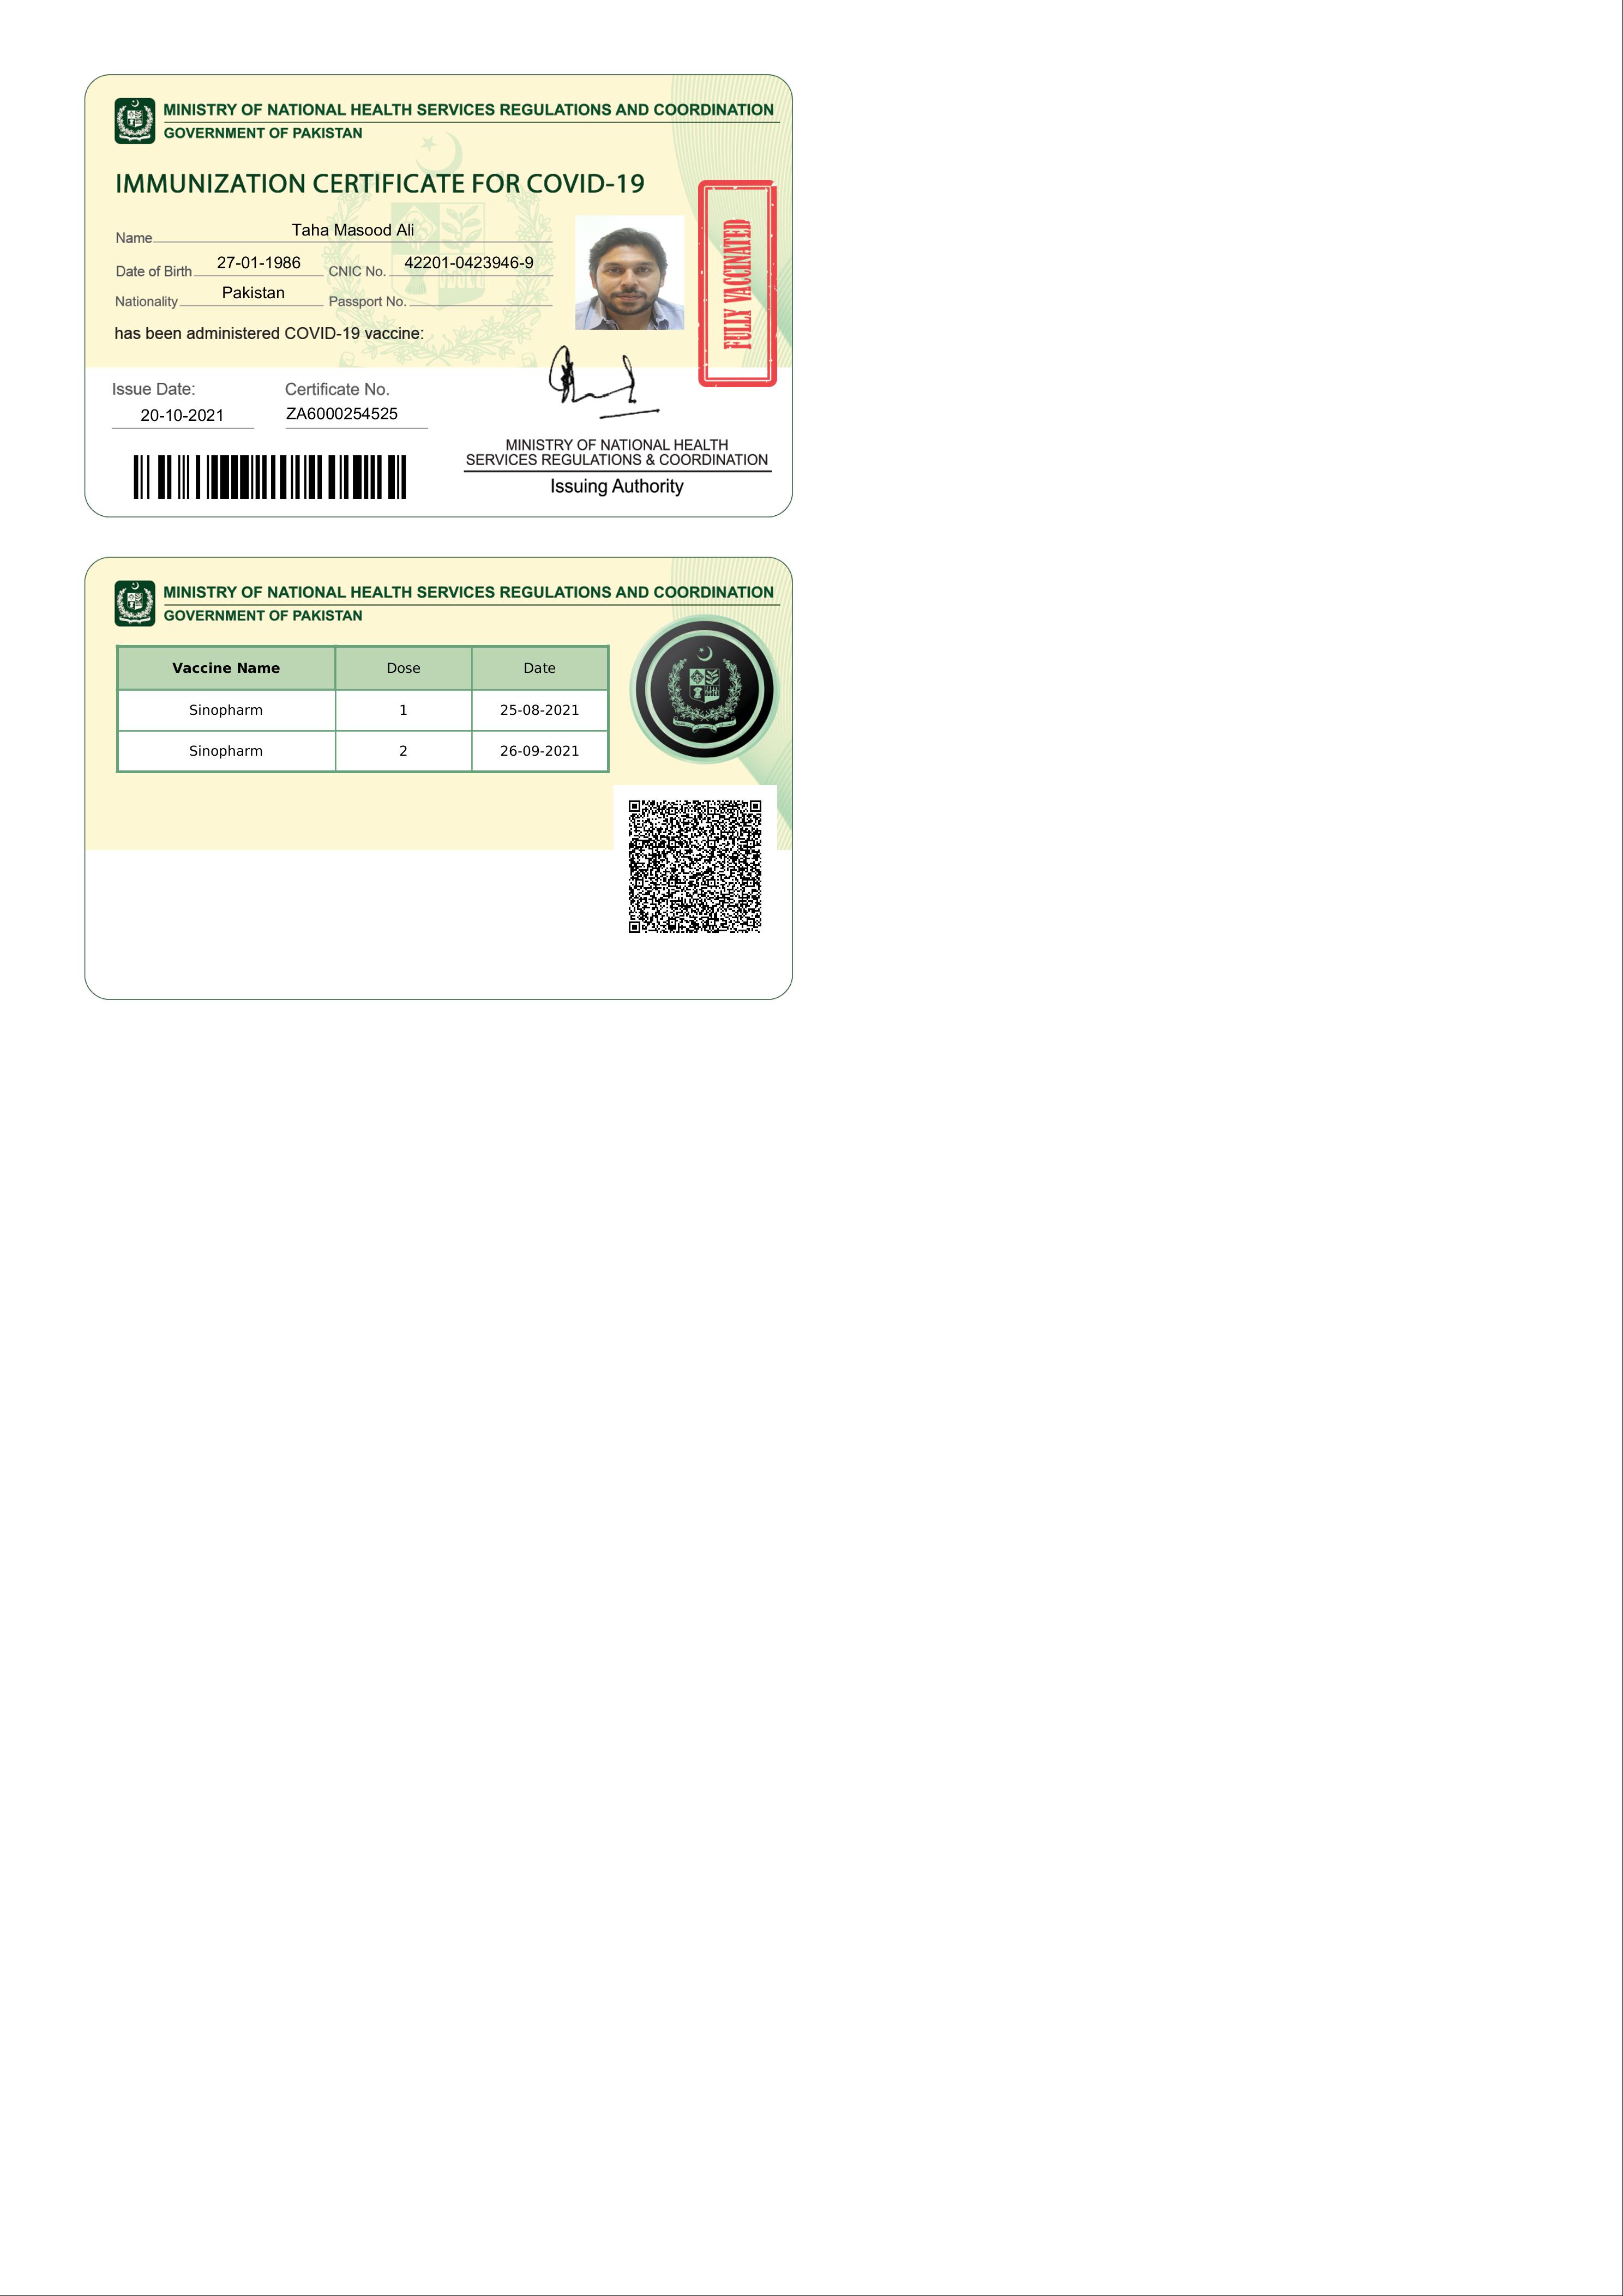 MINISTRY OF NATIONAL HEALTH SERVICES REGULATIONS AND COORDINATION
GOVERNMENT OF PAKISTAN
IMMUNIZATION CERTIFICATE FOR COVID-19
Name Taha Masood Ali
Date of Birth 27-01-1986 CNIC No. 42201-0423946-9
Nationality Pakistan Passport No.
has been administered COVID-19 vaccine:
FULLY VACCINATED
Issue Date: Certificate No.
20-10-2021 ZA6000254525
MINISTRY OF NATIONAL HEALTH
SERVICES REGULATIONS & COORDINATION
Issuing Authority
MINISTRY OF NATIONAL HEALTH SERVICES REGULATIONS AND COORDINATION
GOVERNMENT OF PAKISTAN
Vaccine Name Dose Date
Sinopharm 1 25-08-2021
Sinopharm 2 26-09-2021